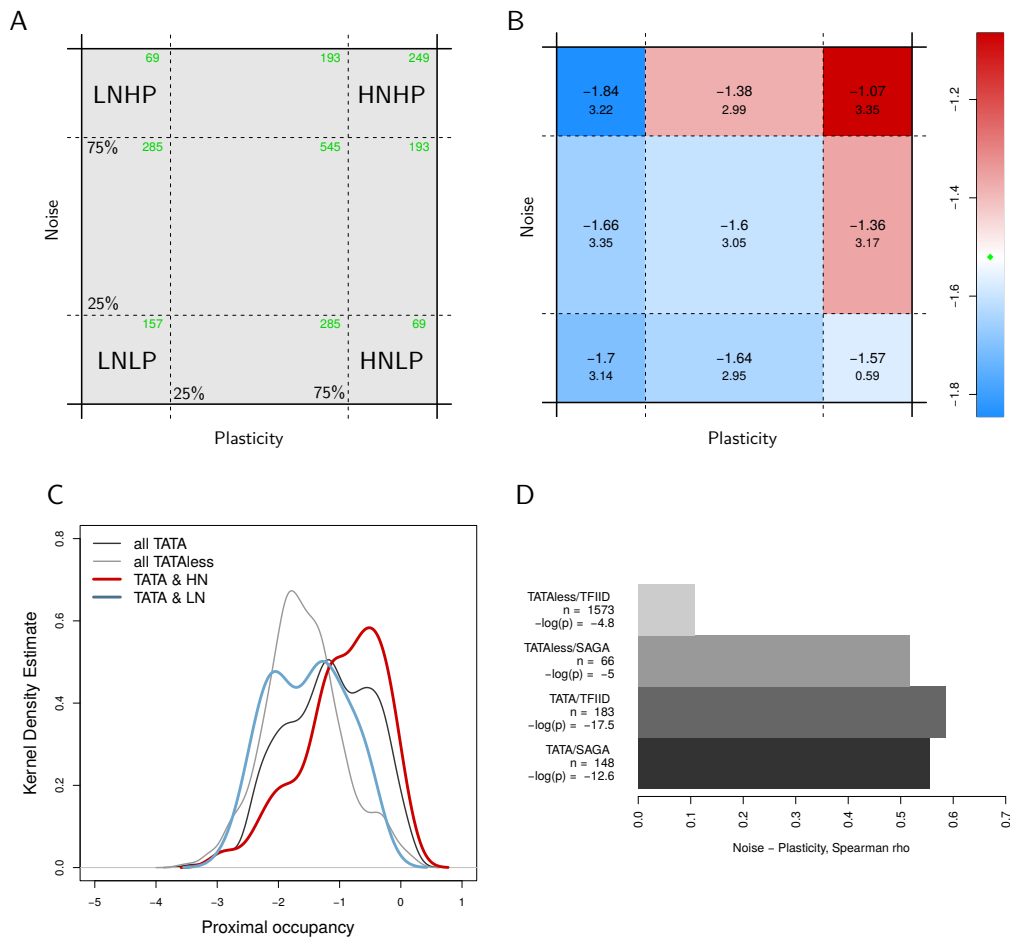 A
69
193
249
LNHP
HNHP
75%
285
545
193
Noise
25%
157
285
69
LNLP
HNLP
25%
75%
Plasticity
B
−1.84
3.22
−1.38
2.99
−1.07
3.35
−1.66
3.35
−1.6
3.05
−1.36
3.17
−1.7
3.14
−1.64
2.95
−1.57
0.59
Noise
Plasticity
−1.2
−1.4
−1.6
−1.8
C
all TATA
all TATAless
TATA & HN
TATA & LN
Kernel Density Estimate
0.8
0.6
0.4
0.2
0.0
−5
−4
−3
−2
−1
0
1
Proximal occupancy
D
TATAless/TFIID
n = 1573
−log(p) = −4.8
TATAless/SAGA
n = 66
−log(p) = −5
TATA/TFIID
n = 183
−log(p) = −17.5
TATA/SAGA
n = 148
−log(p) = −12.6
0.0
0.1
0.2
0.3
0.4
0.5
0.6
0.7
Noise − Plasticity, Spearman rho